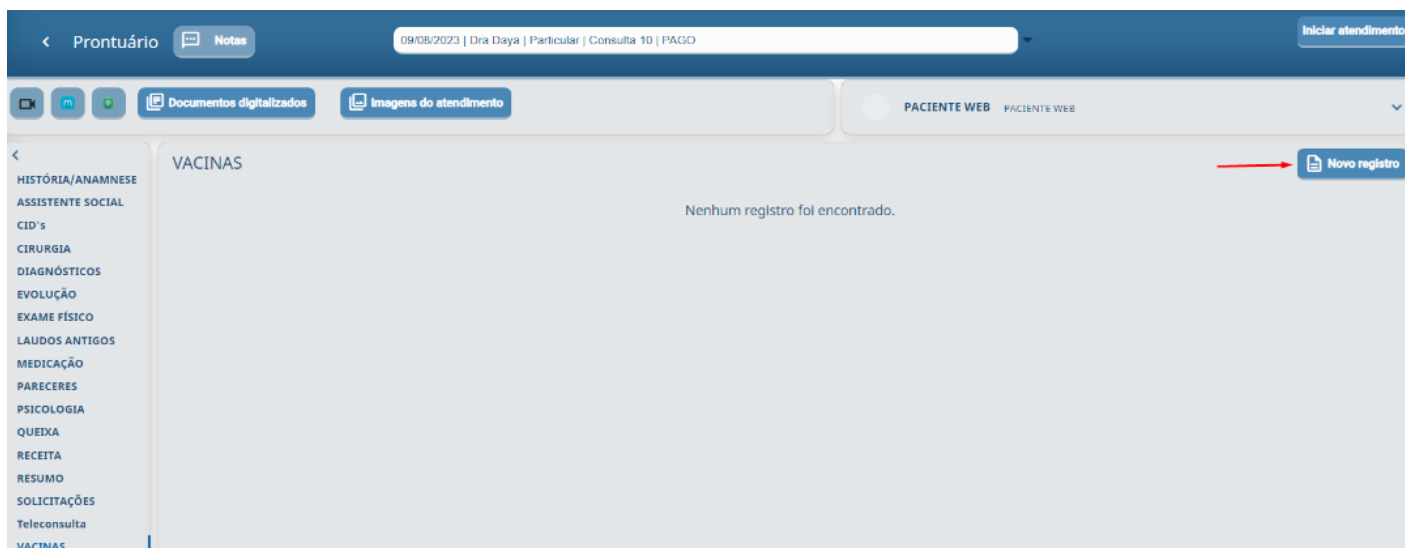 Prontuário
Notas
09/08/2023 | Dra Daya | Particular | Consulta 10 | PAGO
Iniciar atendimento
Documentos digitalizados
Imagens do atendimento
PACIENTE WEB PACIENTE WEB
HISTÓRIA/ANAMNESE
ASSISTENTE SOCIAL
CID's
CIRURGIA
DIAGNÓSTICOS
EVOLUÇÃO
EXAME FÍSICO
LAUDOS ANTIGOS
MEDICAÇÃO
PARECERES
PSICOLOGIA
QUEIXA
RECEITA
RESUMO
SOLICITAÇÕES
Teleconsulta
VACINAS
VACINAS
Novo registro
Nenhum registro foi encontrado.